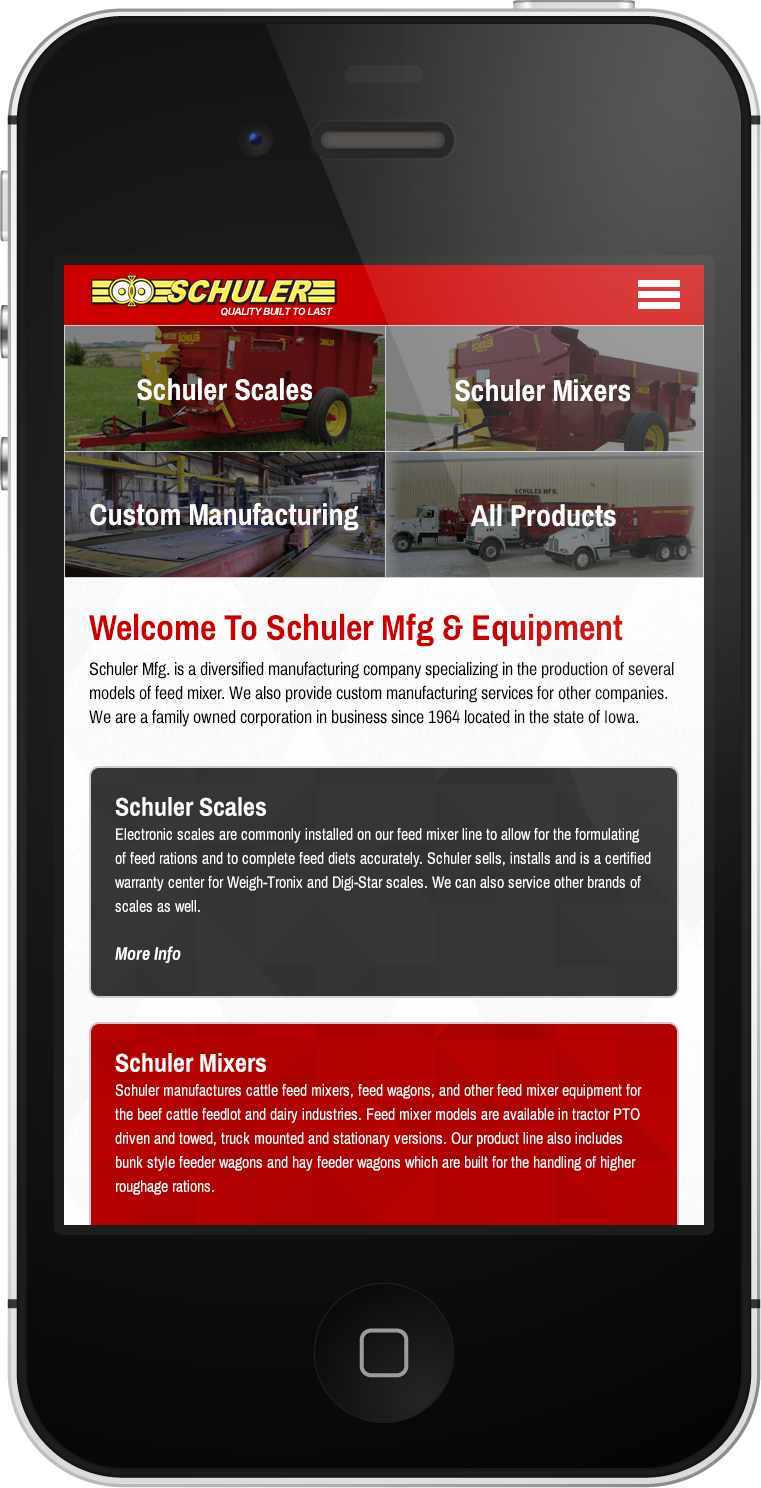 SCHULER
QUALITY BUILT TO LAST
SCHULER
Schuler Scales
SCHULER
Schuler Mixers
Custom Manufacturing
SCHULER MFG.
All Products
Welcome To Schuler Mfg & Equipment
Schuler Mfg. is a diversified manufacturing company specializing in the production of several
models of feed mixer. We also provide custom manufacturing services for other companies.
We are a family owned corporation in business since 1964 located in the state of Iowa.
Schuler Scales
Electronic scales are commonly installed on our feed mixer line to allow for the formulating
of feed rations and to complete feed diets accurately. Schuler sells, installs and is a certified
warranty center for Weigh-Tronix and Digi-Star scales. We can also service other brands of
scales as well.
More Info
Schuler Mixers
Schuler manufactures cattle feed mixers, feed wagons, and other feed mixer equipment for
the beef cattle feedlot and dairy industries. Feed mixer models are available in tractor PTO
driven and towed, truck mounted and stationary versions. Our product line also includes
bunk style feeder wagons and hay feeder wagons which are built for the handling of higher
roughage rations.